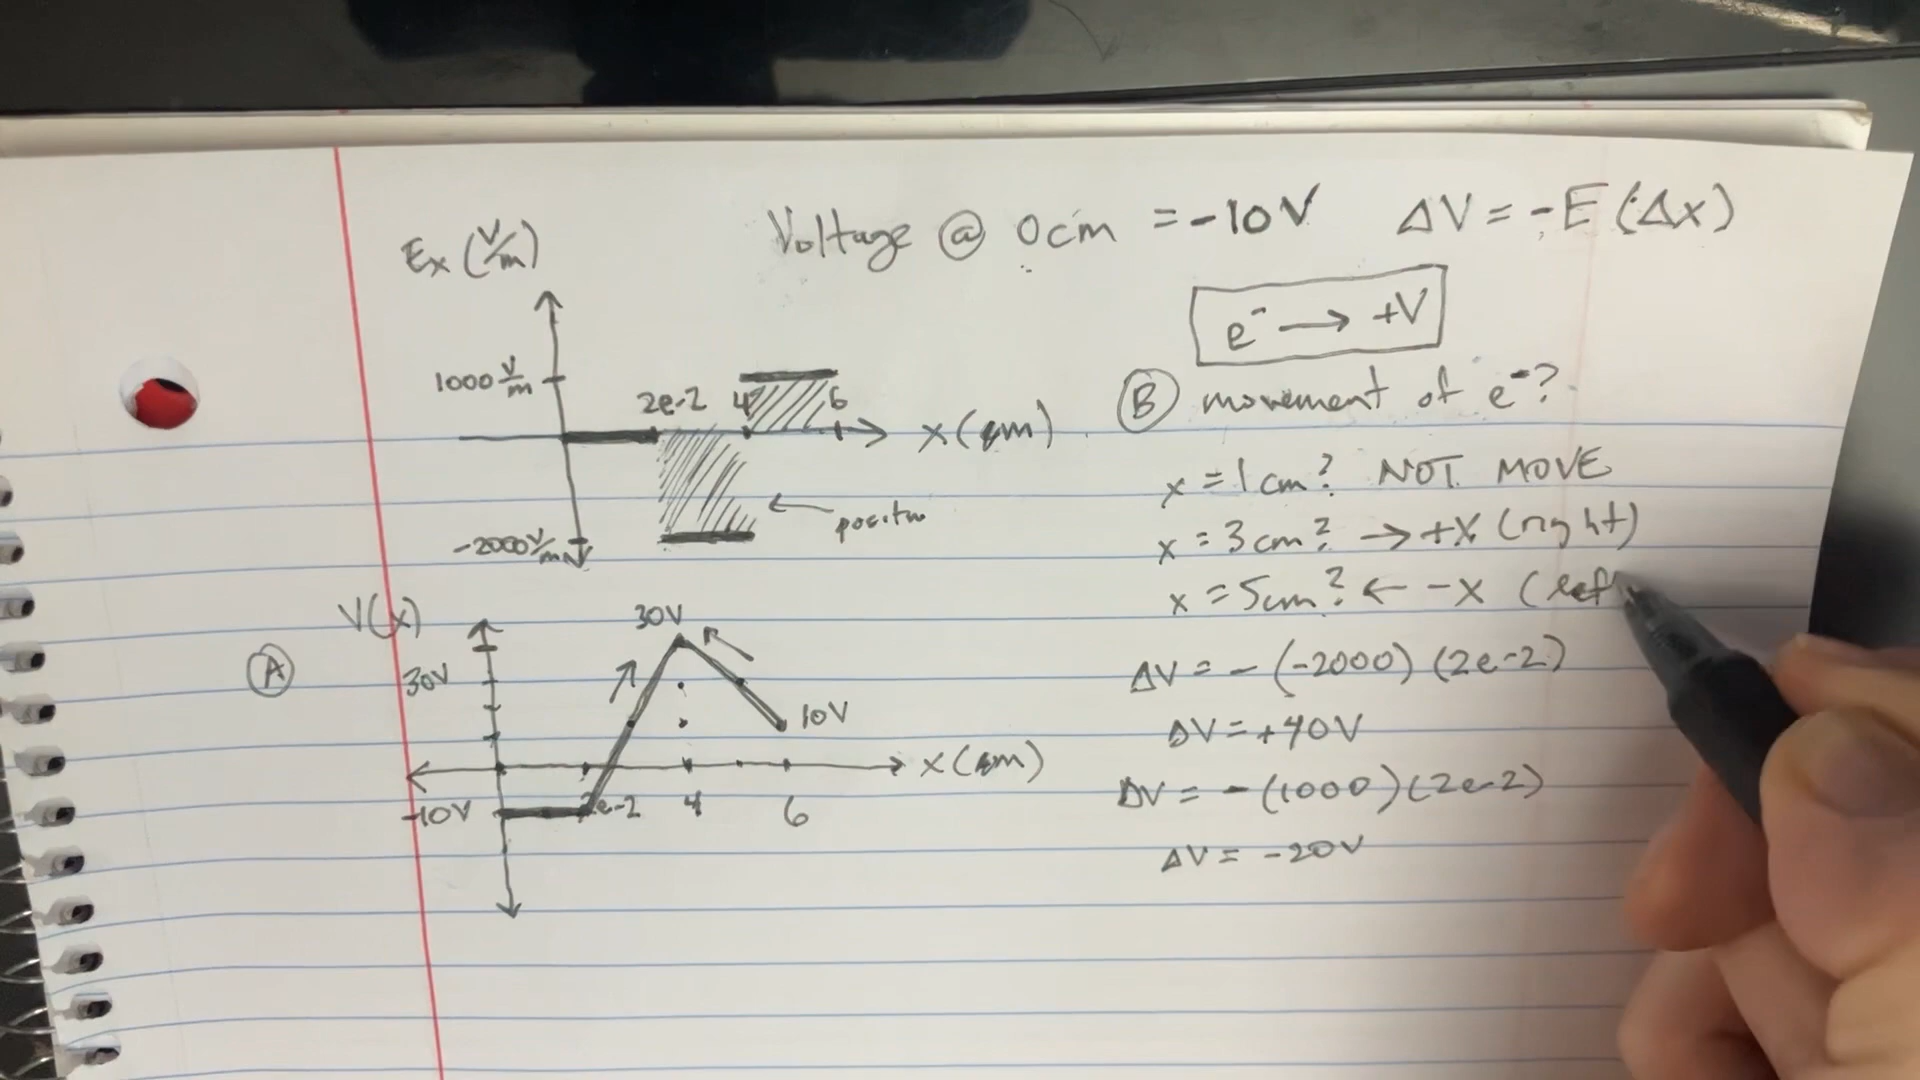 Voltage @ 0cm = -10V ΔV = -E (Δx)
Ex (V/m)
e⁻ → +V
1000 V/m
2e-2 4 6
x (cm)
-2000 V/m
B movement of e⁻?
x = 1cm? NOT MOVE
x = 3cm? → +X (right)
x = 5cm? ← -X
ΔV = - (-2000) (2e-2)
ΔV = +40V
ΔV = - (1000) (2e-2)
ΔV = -20V
A
V(x)
30V
30V
10V
x (cm)
-10V
2e-2 4 6